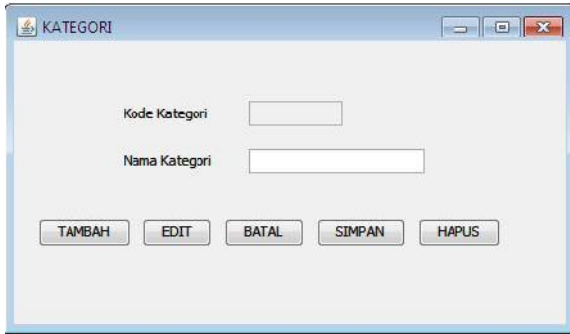 KATEGORI
Kode Kategori
Nama Kategori
TAMBAH EDIT BATAL SIMPAN HAPUS